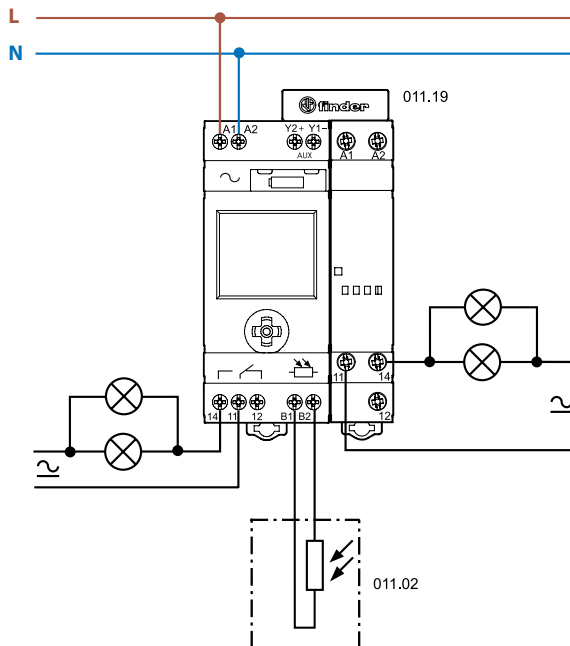 L
N
finder
011.19
A1 A2
Y2+ Y1-
AUX
A1 A2
11 14
12
14 11 12 B1 B2
011.02